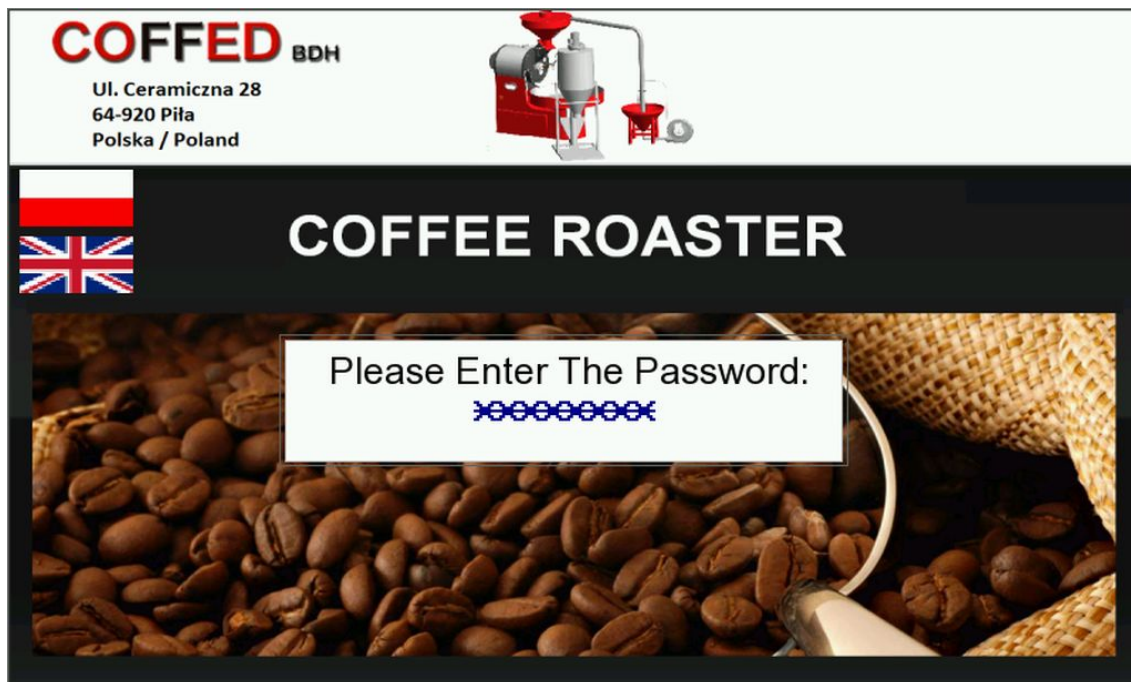 COFFED BDH
Ul. Ceramiczna 28
64-920 Piła
Polska / Poland
COFFEE ROASTER
Please Enter The Password: